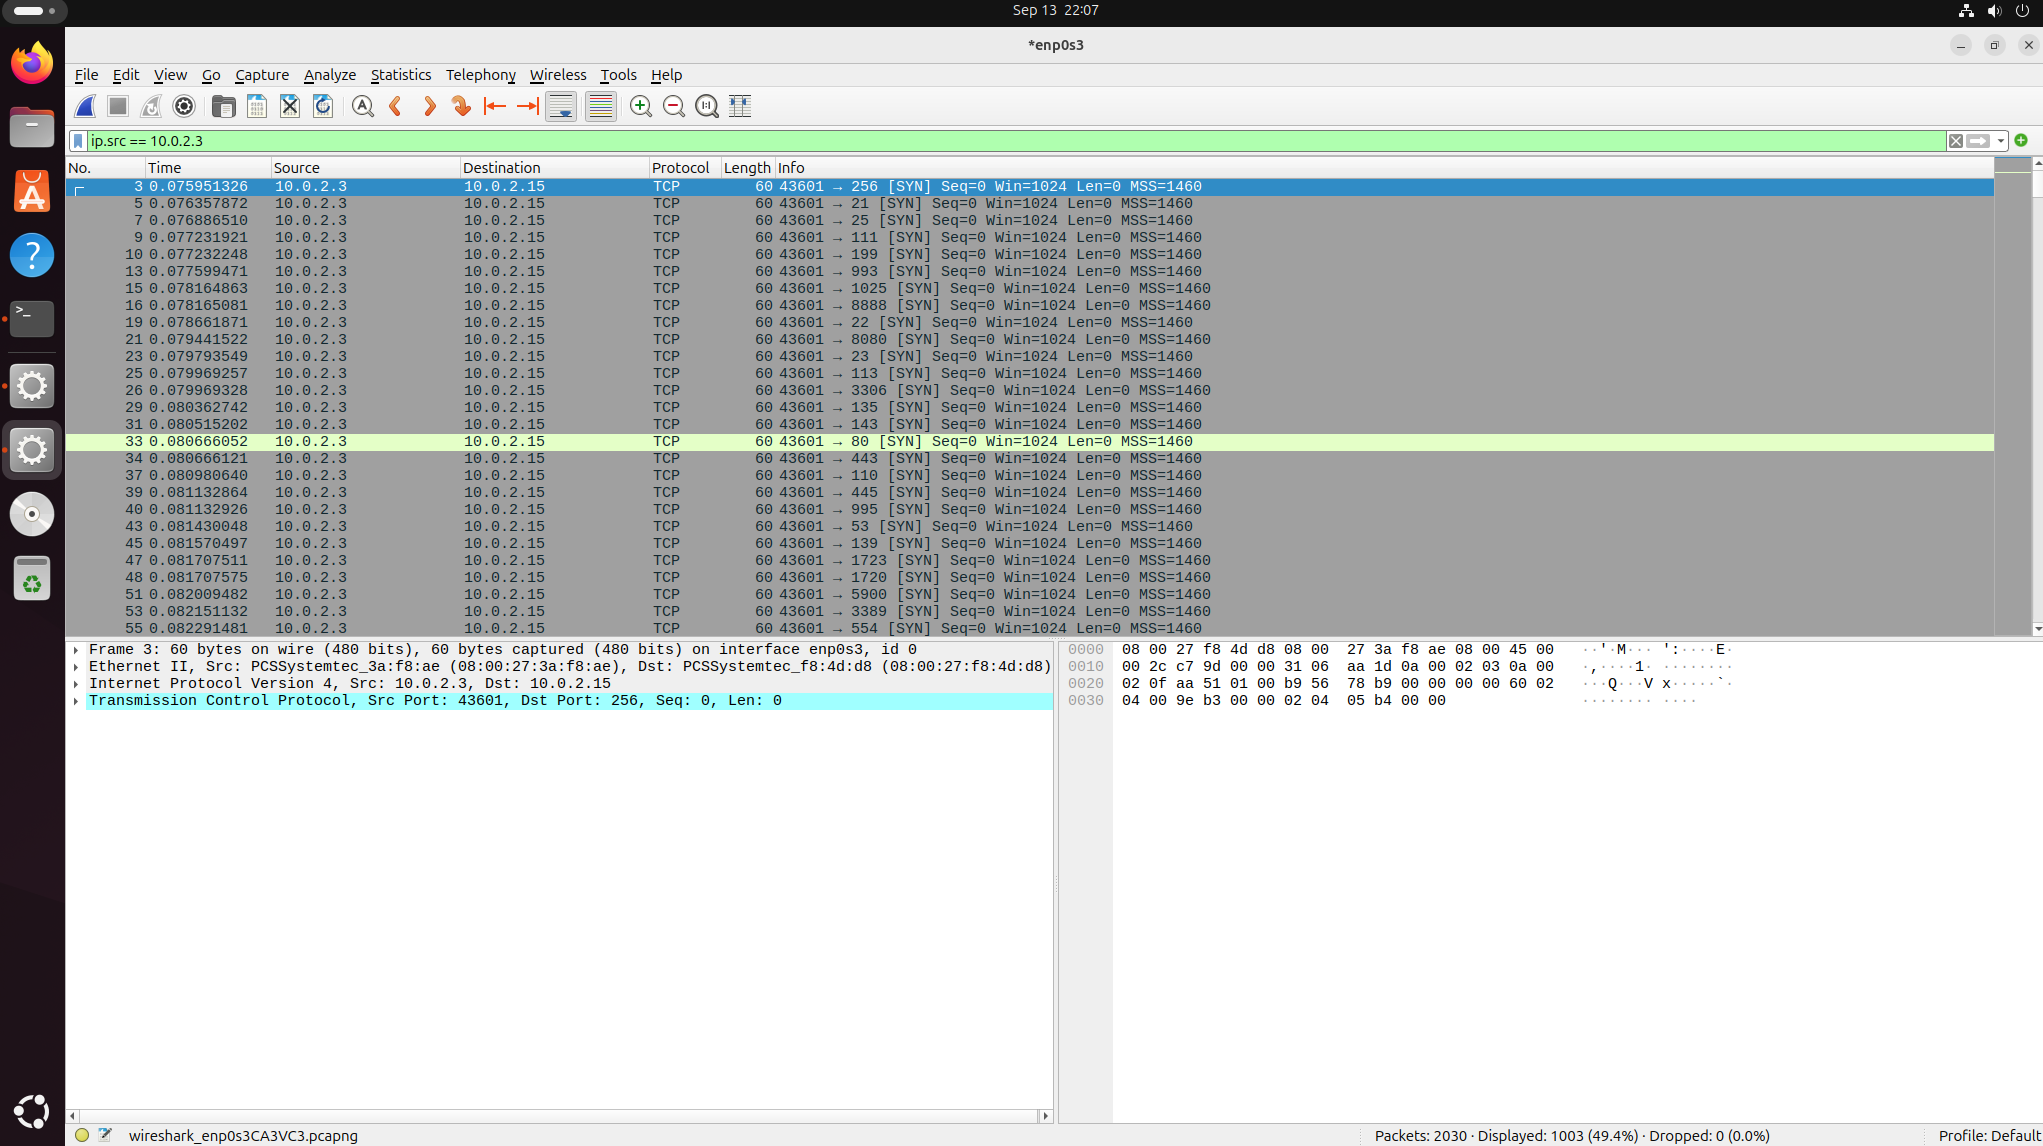 Sep 13 22:07
*enp0s3
File Edit View Go Capture Analyze Statistics Telephony Wireless Tools Help
ip.src == 10.0.2.3
No. Time Source Destination Protocol Length Info
3 0.075951326 10.0.2.3 10.0.2.15 TCP 60 43601 → 256 [SYN] Seq=0 Win=1024 Len=0 MSS=1460
5 0.076357872 10.0.2.3 10.0.2.15 TCP 60 43601 → 21 [SYN] Seq=0 Win=1024 Len=0 MSS=1460
7 0.076886510 10.0.2.3 10.0.2.15 TCP 60 43601 → 25 [SYN] Seq=0 Win=1024 Len=0 MSS=1460
9 0.077231921 10.0.2.3 10.0.2.15 TCP 60 43601 → 111 [SYN] Seq=0 Win=1024 Len=0 MSS=1460
10 0.077232248 10.0.2.3 10.0.2.15 TCP 60 43601 → 199 [SYN] Seq=0 Win=1024 Len=0 MSS=1460
13 0.077599471 10.0.2.3 10.0.2.15 TCP 60 43601 → 993 [SYN] Seq=0 Win=1024 Len=0 MSS=1460
15 0.078164863 10.0.2.3 10.0.2.15 TCP 60 43601 → 1025 [SYN] Seq=0 Win=1024 Len=0 MSS=1460
16 0.078165081 10.0.2.3 10.0.2.15 TCP 60 43601 → 8888 [SYN] Seq=0 Win=1024 Len=0 MSS=1460
19 0.078661871 10.0.2.3 10.0.2.15 TCP 60 43601 → 22 [SYN] Seq=0 Win=1024 Len=0 MSS=1460
21 0.079441522 10.0.2.3 10.0.2.15 TCP 60 43601 → 8080 [SYN] Seq=0 Win=1024 Len=0 MSS=1460
23 0.079793549 10.0.2.3 10.0.2.15 TCP 60 43601 → 23 [SYN] Seq=0 Win=1024 Len=0 MSS=1460
25 0.079969257 10.0.2.3 10.0.2.15 TCP 60 43601 → 113 [SYN] Seq=0 Win=1024 Len=0 MSS=1460
26 0.079969328 10.0.2.3 10.0.2.15 TCP 60 43601 → 3306 [SYN] Seq=0 Win=1024 Len=0 MSS=1460
29 0.080362742 10.0.2.3 10.0.2.15 TCP 60 43601 → 135 [SYN] Seq=0 Win=1024 Len=0 MSS=1460
31 0.080515202 10.0.2.3 10.0.2.15 TCP 60 43601 → 143 [SYN] Seq=0 Win=1024 Len=0 MSS=1460
33 0.080666052 10.0.2.3 10.0.2.15 TCP 60 43601 → 80 [SYN] Seq=0 Win=1024 Len=0 MSS=1460
34 0.080666121 10.0.2.3 10.0.2.15 TCP 60 43601 → 443 [SYN] Seq=0 Win=1024 Len=0 MSS=1460
37 0.080980640 10.0.2.3 10.0.2.15 TCP 60 43601 → 110 [SYN] Seq=0 Win=1024 Len=0 MSS=1460
39 0.081132864 10.0.2.3 10.0.2.15 TCP 60 43601 → 445 [SYN] Seq=0 Win=1024 Len=0 MSS=1460
40 0.081132926 10.0.2.3 10.0.2.15 TCP 60 43601 → 995 [SYN] Seq=0 Win=1024 Len=0 MSS=1460
43 0.081430048 10.0.2.3 10.0.2.15 TCP 60 43601 → 53 [SYN] Seq=0 Win=1024 Len=0 MSS=1460
45 0.081570497 10.0.2.3 10.0.2.15 TCP 60 43601 → 139 [SYN] Seq=0 Win=1024 Len=0 MSS=1460
47 0.081707511 10.0.2.3 10.0.2.15 TCP 60 43601 → 1723 [SYN] Seq=0 Win=1024 Len=0 MSS=1460
48 0.081707575 10.0.2.3 10.0.2.15 TCP 60 43601 → 1720 [SYN] Seq=0 Win=1024 Len=0 MSS=1460
51 0.082009482 10.0.2.3 10.0.2.15 TCP 60 43601 → 5900 [SYN] Seq=0 Win=1024 Len=0 MSS=1460
53 0.082151132 10.0.2.3 10.0.2.15 TCP 60 43601 → 3389 [SYN] Seq=0 Win=1024 Len=0 MSS=1460
55 0.082291481 10.0.2.3 10.0.2.15 TCP 60 43601 → 554 [SYN] Seq=0 Win=1024 Len=0 MSS=1460
Frame 3: 60 bytes on wire (480 bits), 60 bytes captured (480 bits) on interface enp0s3, id 0
Ethernet II, Src: PCSSystemtec_3a:f8:ae (08:00:27:3a:f8:ae), Dst: PCSSystemtec_f8:4d:d8 (08:00:27:f8:4d:d8)
Internet Protocol Version 4, Src: 10.0.2.3, Dst: 10.0.2.15
Transmission Control Protocol, Src Port: 43601, Dst Port: 256, Seq: 0, Len: 0
0000 08 00 27 f8 4d d8 08 00 27 3a f8 ae 08 00 45 00 ··'·M··· ':····E·
0010 00 2c c7 9d 00 00 31 06 aa 1d 0a 00 02 03 0a 00 ·,····1· ········
0020 02 0f aa 51 01 00 b9 56 78 b9 00 00 00 00 60 02 ···Q···V x·····`·
0030 04 00 9e b3 00 00 02 04 05 b4 00 00 ········ ····
wireshark_enp0s3CA3VC3.pcapng
Packets: 2030 · Displayed: 1003 (49.4%) · Dropped: 0 (0.0%)
Profile: Default